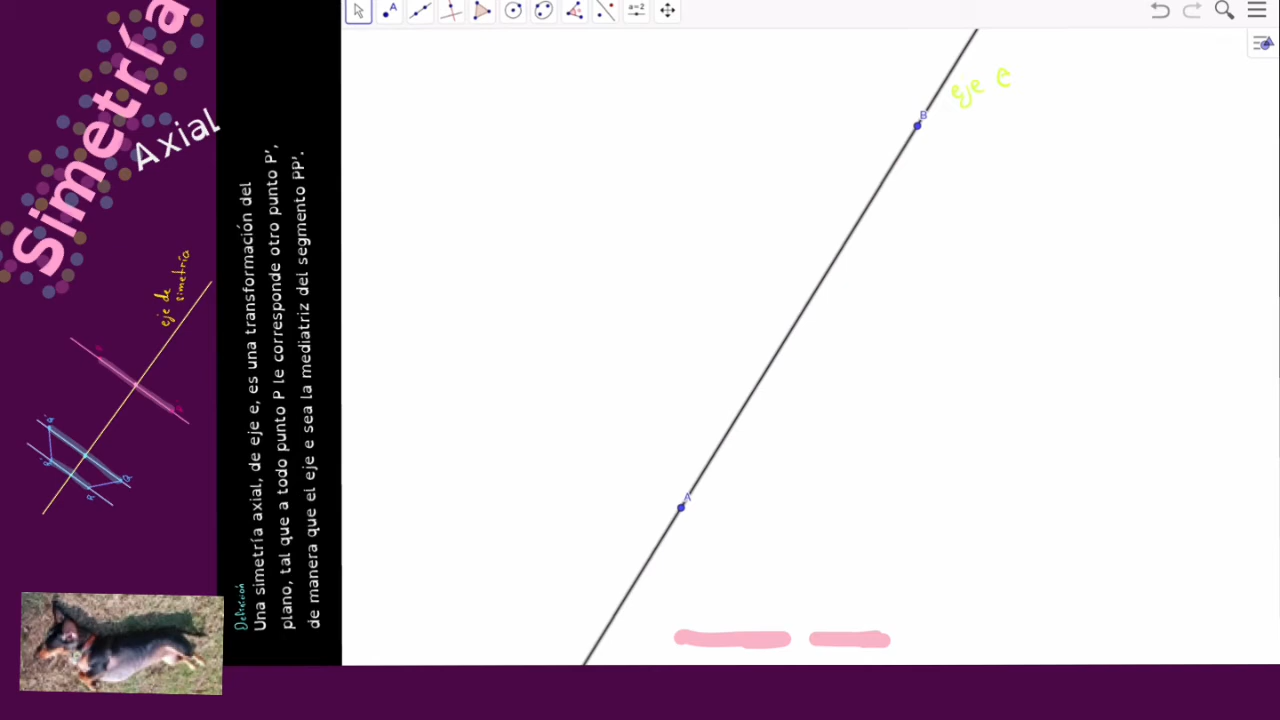 Simetría
Axial
eje de
simetría
Definición
Una simetría axial, de eje e, es una transformación del
plano, tal que a todo punto P le corresponde otro punto P',
de manera que el eje e sea la mediatriz del segmento PP'.
A
a=2
eje e
B
A